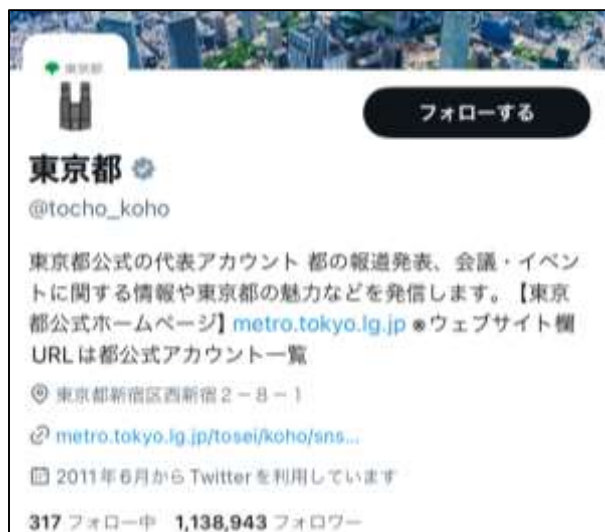 東京都
フォローする
東京都
@tocho_koho
東京都公式の代表アカウント 都の報道発表、会議・イベン
トに関する情報や東京都の魅力などを発信します。【東京
都公式ホームページ】metro.tokyo.lg.jp ※ウェブサイト欄
URLは都公式アカウント一覧
東京都新宿区西新宿2－8－1
metro.tokyo.lg.jp/tosei/koho/sns...
2011年6月からTwitterを利用しています
317 フォロー中 1,138,943 フォロワー